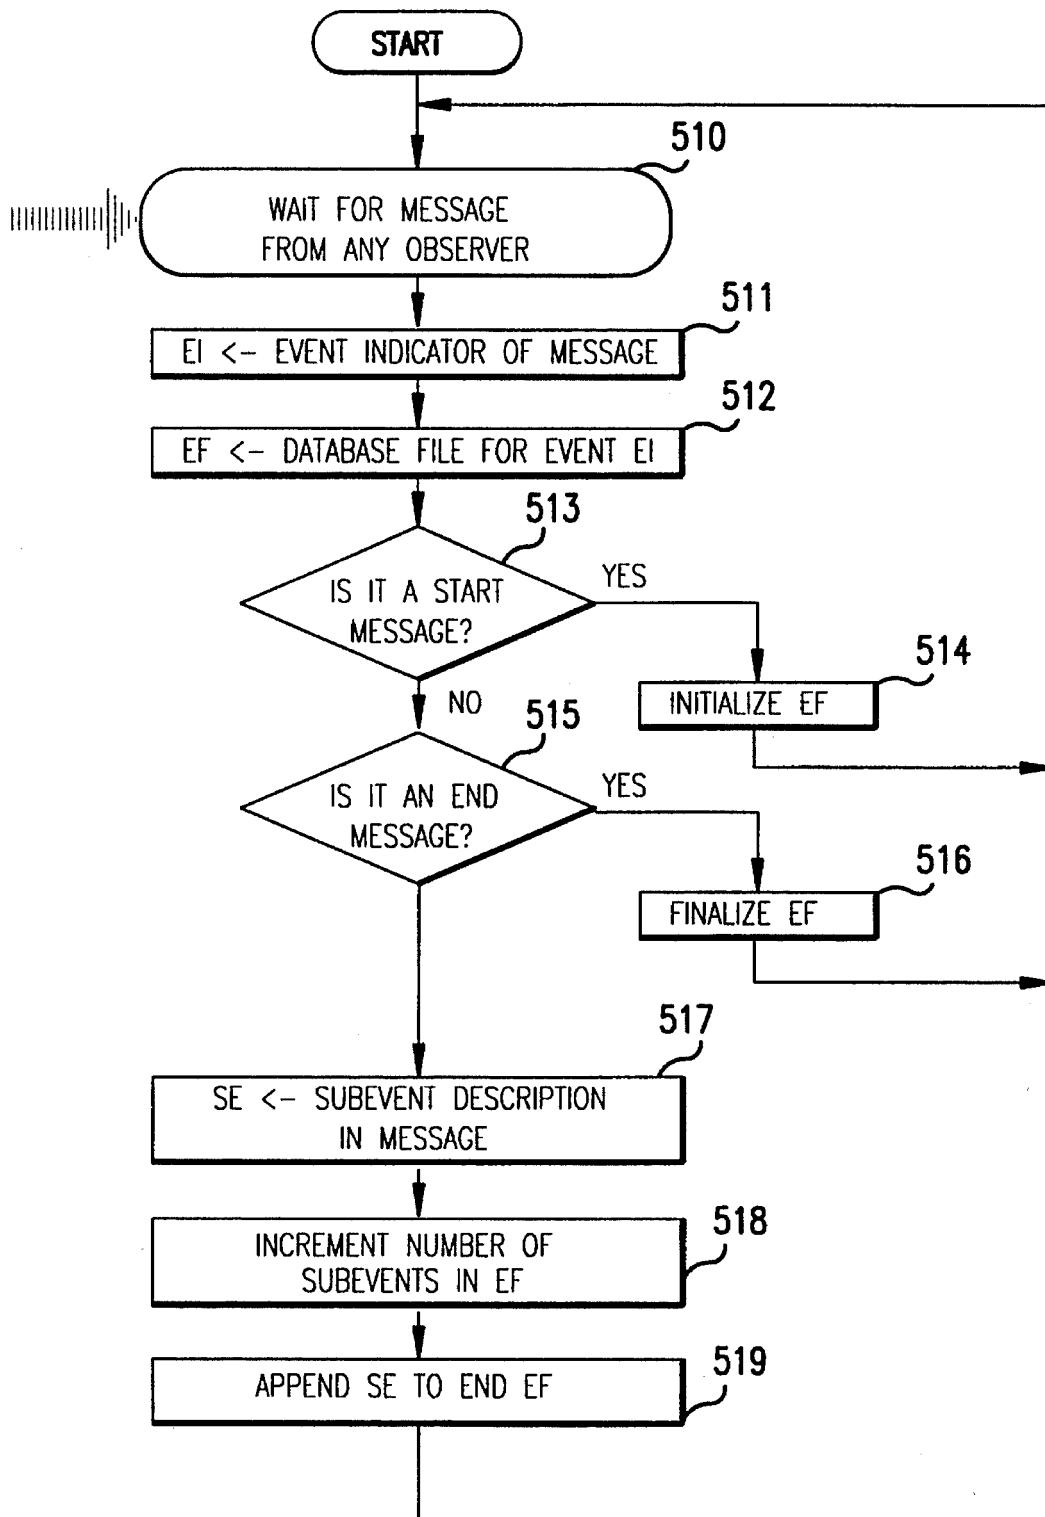 START
510
WAIT FOR MESSAGE
FROM ANY OBSERVER
511
EI <- EVENT INDICATOR OF MESSAGE
512
EF <- DATABASE FILE FOR EVENT EI
513
IS IT A START
MESSAGE?
YES
514
INITIALIZE EF
NO
515
IS IT AN END
MESSAGE?
YES
516
FINALIZE EF
517
SE <- SUBEVENT DESCRIPTION
IN MESSAGE
518
INCREMENT NUMBER OF
SUBEVENTS IN EF
519
APPEND SE TO END EF